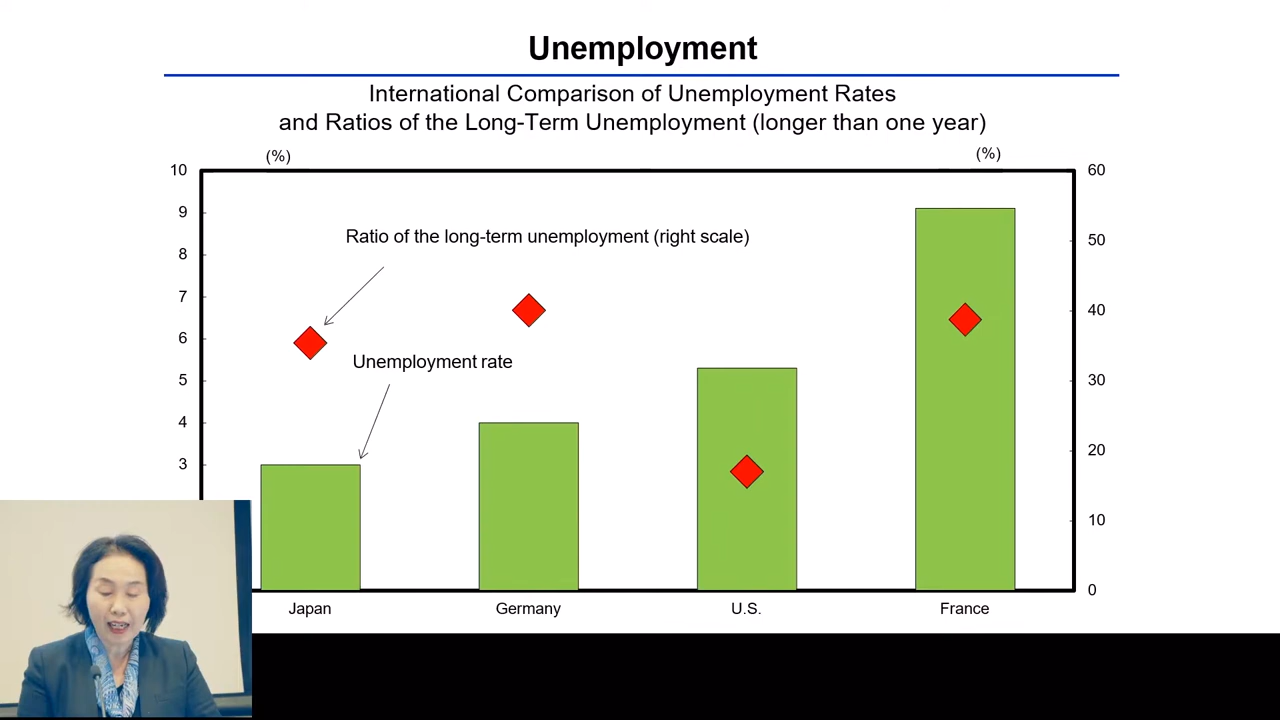 Unemployment
International Comparison of Unemployment Rates
and Ratios of the Long-Term Unemployment (longer than one year)
(%)
(%)
10
9
8
7
6
5
4
3
60
50
40
30
20
10
0
Ratio of the long-term unemployment (right scale)
Unemployment rate
Japan
Germany
U.S.
France